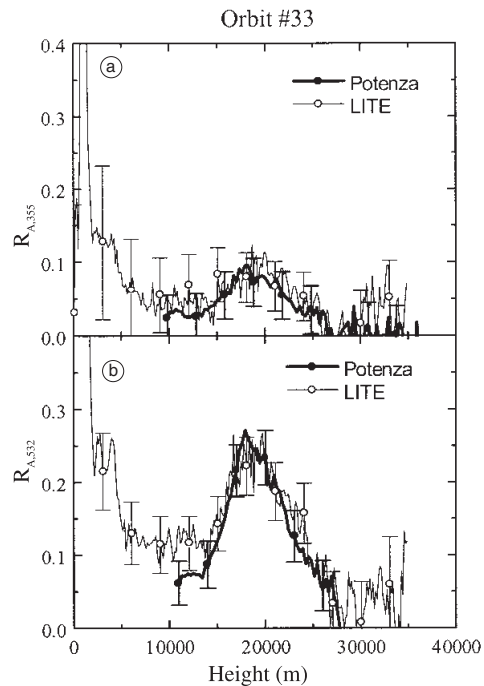 Orbit #33
0.4
a
Potenza
LITE
0.3
0.2
0.1
0.0
R_A,355
b
Potenza
LITE
0.3
0.2
0.1
0.0
R_A,532
0 10000 20000 30000 40000
Height (m)